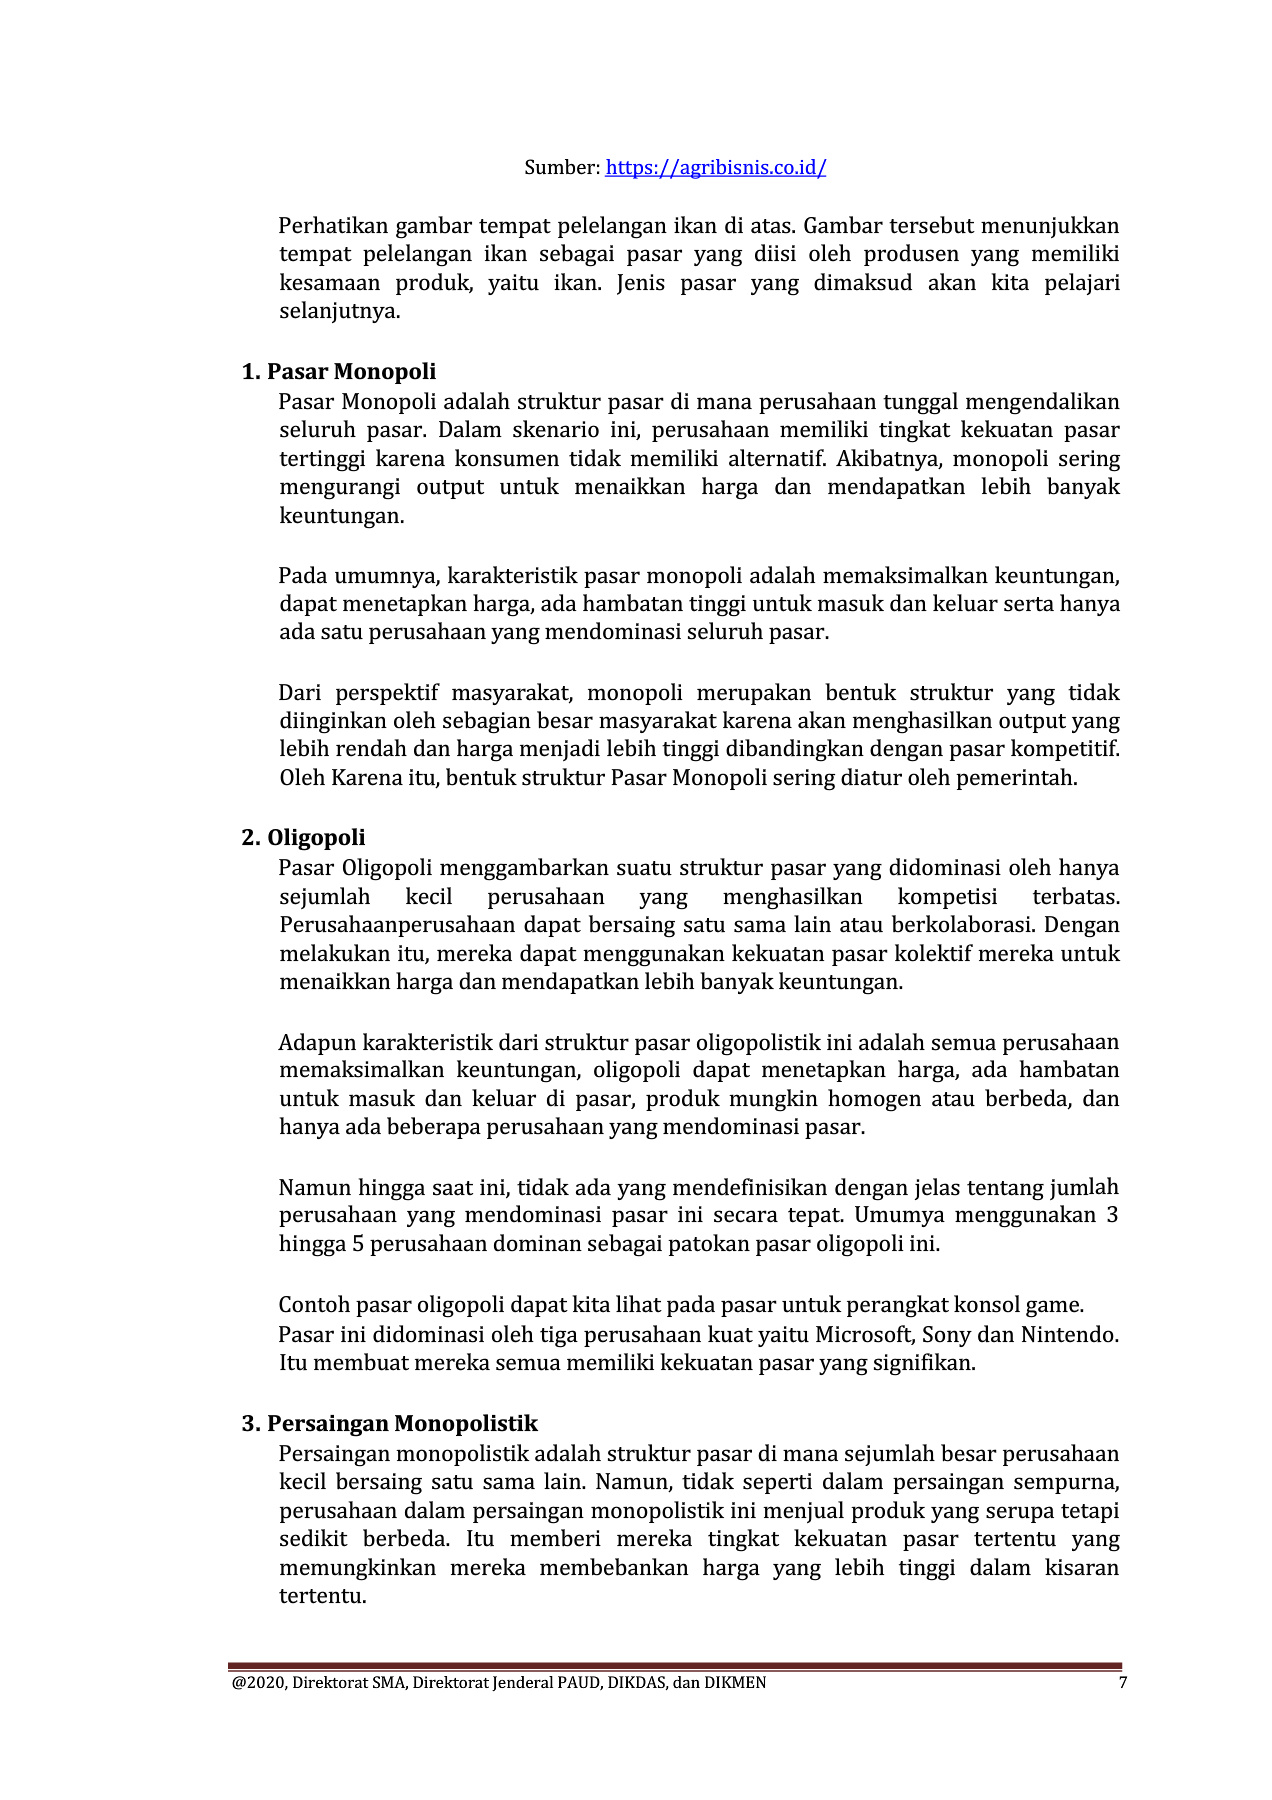 Sumber: https://agribisnis.co.id/
Perhatikan gambar tempat pelelangan ikan di atas. Gambar tersebut menunjukkan
tempat pelelangan ikan sebagai pasar yang diisi oleh produsen yang memiliki
kesamaan produk, yaitu ikan. Jenis pasar yang dimaksud akan kita pelajari
selanjutnya.
1. Pasar Monopoli
Pasar Monopoli adalah struktur pasar di mana perusahaan tunggal mengendalikan
seluruh pasar. Dalam skenario ini, perusahaan memiliki tingkat kekuatan pasar
tertinggi karena konsumen tidak memiliki alternatif. Akibatnya, monopoli sering
mengurangi output untuk menaikkan harga dan mendapatkan lebih banyak
keuntungan.
Pada umumnya, karakteristik pasar monopoli adalah memaksimalkan keuntungan,
dapat menetapkan harga, ada hambatan tinggi untuk masuk dan keluar serta hanya
ada satu perusahaan yang mendominasi seluruh pasar.
Dari perspektif masyarakat, monopoli merupakan bentuk struktur yang tidak
diinginkan oleh sebagian besar masyarakat karena akan menghasilkan output yang
lebih rendah dan harga menjadi lebih tinggi dibandingkan dengan pasar kompetitif.
Oleh Karena itu, bentuk struktur Pasar Monopoli sering diatur oleh pemerintah.
2. Oligopoli
Pasar Oligopoli menggambarkan suatu struktur pasar yang didominasi oleh hanya
sejumlah kecil perusahaan yang menghasilkan kompetisi terbatas.
Perusahaanperusahaan dapat bersaing satu sama lain atau berkolaborasi. Dengan
melakukan itu, mereka dapat menggunakan kekuatan pasar kolektif mereka untuk
menaikkan harga dan mendapatkan lebih banyak keuntungan.
Adapun karakteristik dari struktur pasar oligopolistik ini adalah semua perusahaan
memaksimalkan keuntungan, oligopoli dapat menetapkan harga, ada hambatan
untuk masuk dan keluar di pasar, produk mungkin homogen atau berbeda, dan
hanya ada beberapa perusahaan yang mendominasi pasar.
Namun hingga saat ini, tidak ada yang mendefinisikan dengan jelas tentang jumlah
perusahaan yang mendominasi pasar ini secara tepat. Umumya menggunakan 3
hingga 5 perusahaan dominan sebagai patokan pasar oligopoli ini.
Contoh pasar oligopoli dapat kita lihat pada pasar untuk perangkat konsol game.
Pasar ini didominasi oleh tiga perusahaan kuat yaitu Microsoft, Sony dan Nintendo.
Itu membuat mereka semua memiliki kekuatan pasar yang signifikan.
3. Persaingan Monopolistik
Persaingan monopolistik adalah struktur pasar di mana sejumlah besar perusahaan
kecil bersaing satu sama lain. Namun, tidak seperti dalam persaingan sempurna,
perusahaan dalam persaingan monopolistik ini menjual produk yang serupa tetapi
sedikit berbeda. Itu memberi mereka tingkat kekuatan pasar tertentu yang
memungkinkan mereka membebankan harga yang lebih tinggi dalam kisaran
tertentu.
@2020, Direktorat SMA, Direktorat Jenderal PAUD, DIKDAS, dan DIKMEN 7